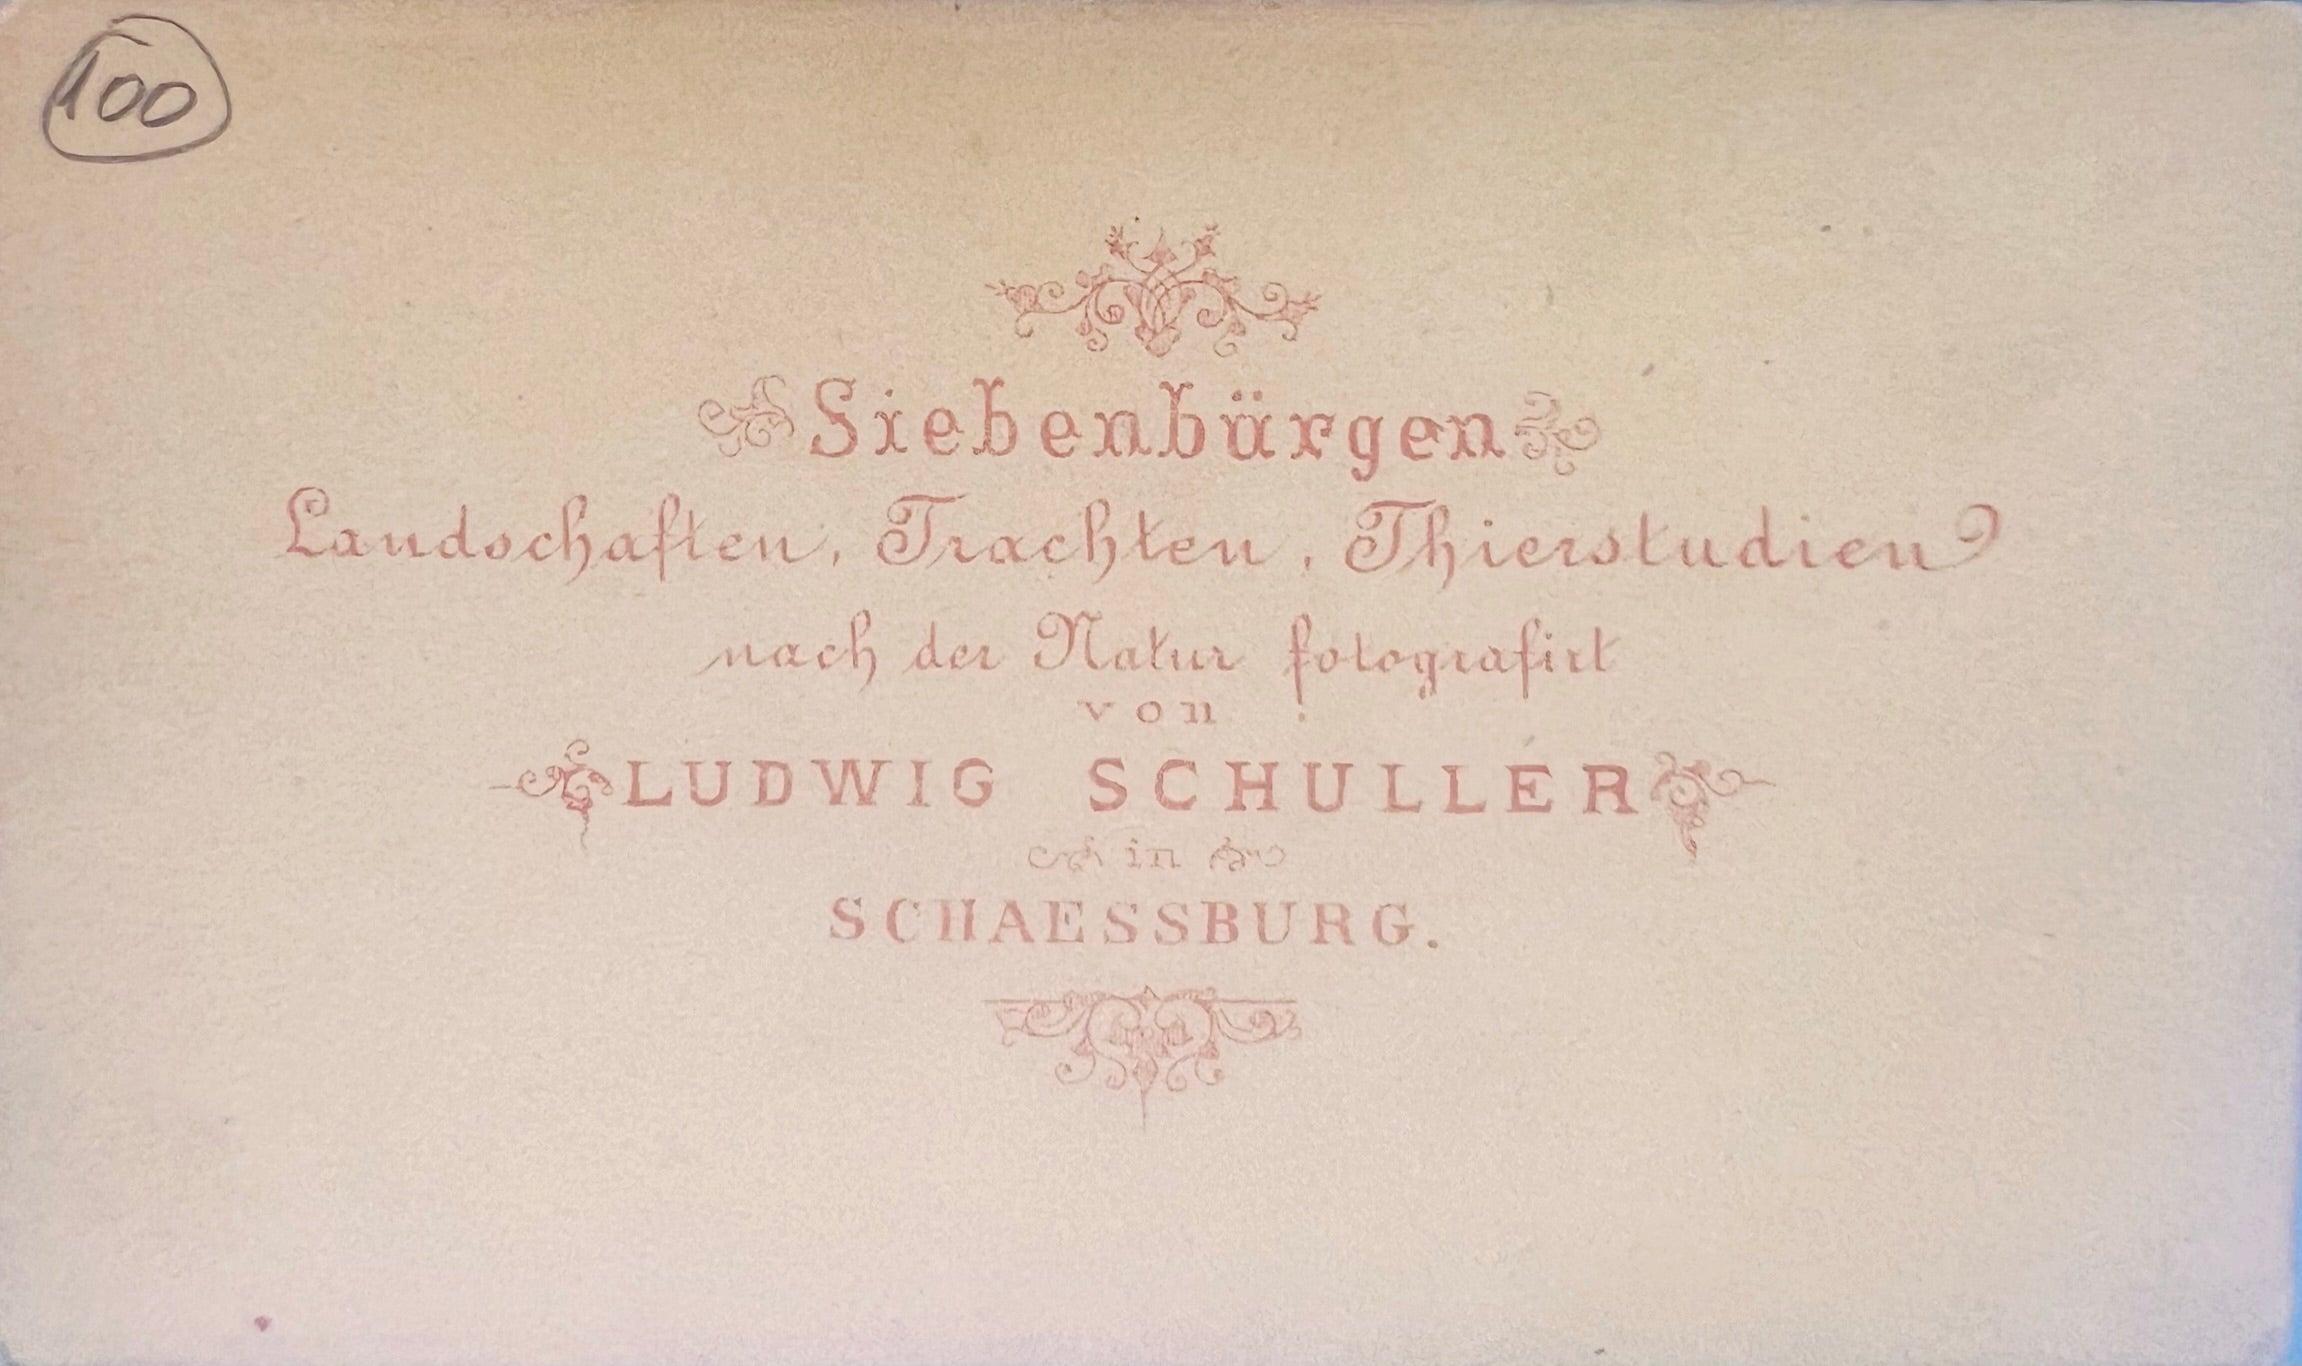 100
Siebenbürgen
Landschaften, Trachten, Thierstudien
nach der Natur fotografirt
von
LUDWIG SCHULLER
in
SCHAESSBURG.